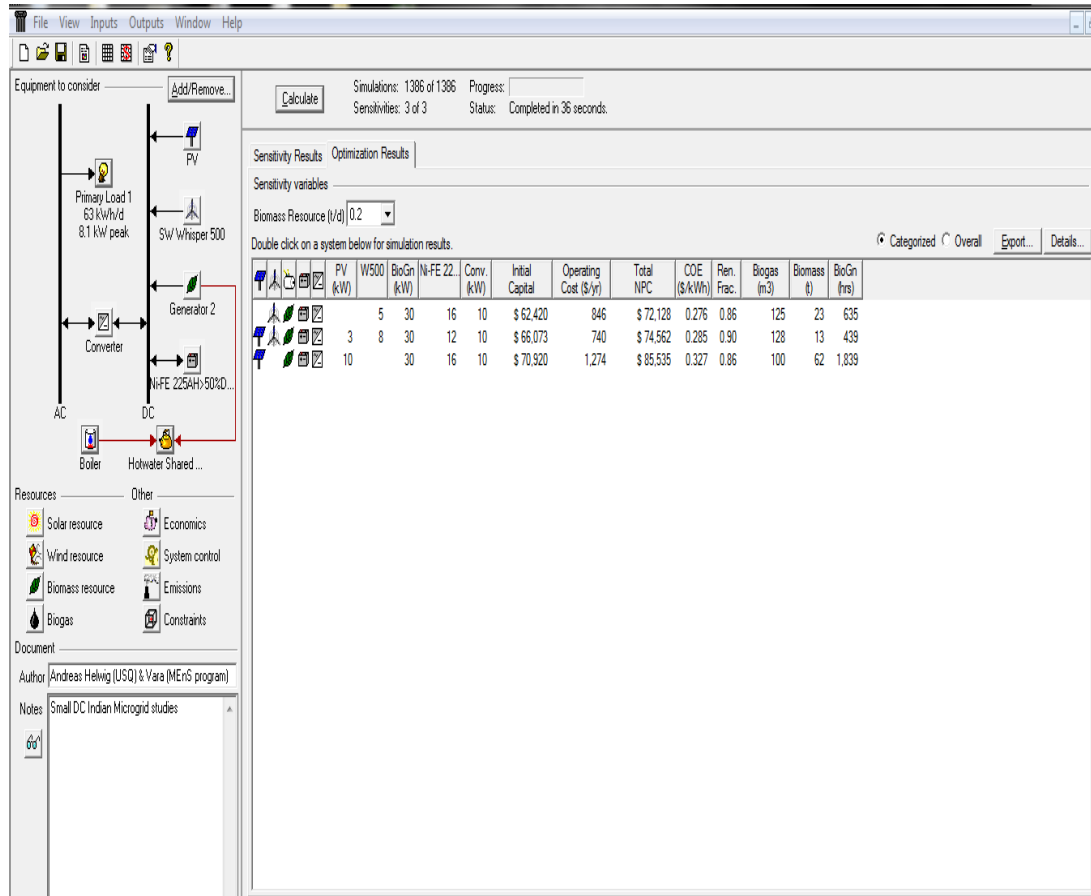 File View Inputs Outputs Window Help
Equipment to consider Add/Remove...
Calculate
Simulations: 1386 of 1386 Progress:
Sensitivities: 3 of 3 Status: Completed in 36 seconds.
PV
Primary Load 1
63 kWh/d
8.1 kW peak
SW Whisper 500
Generator 2
Converter
Ni-FE 225AH>50%D...
AC DC
Boiler Hotwater Shared ...
Resources Other
Solar resource Economics
Wind resource System control
Biomass resource Emissions
Biogas Constraints
Document
Author Andreas Helwig (USQ) & Vara (MEnS program)
Notes Small DC Indian Microgrid studies
Sensitivity Results Optimization Results
Sensitivity variables
Biomass Resource (t/d) 0.2
Double click on a system below for simulation results.
Categorized Overall Export... Details...
PV (kW) W500 BioGn (kW) Ni-FE 22... Conv. (kW) Initial Capital Operating Cost ($/yr) Total NPC COE ($/kWh) Ren. Frac. Biogas (m3) Biomass (t) BioGn (hrs)
5 30 16 10 $ 62,420 846 $ 72,128 0.276 0.86 125 23 635
3 8 30 12 10 $ 66,073 740 $ 74,562 0.285 0.90 128 13 439
10 30 16 10 $ 70,920 1,274 $ 85,535 0.327 0.86 100 62 1,839